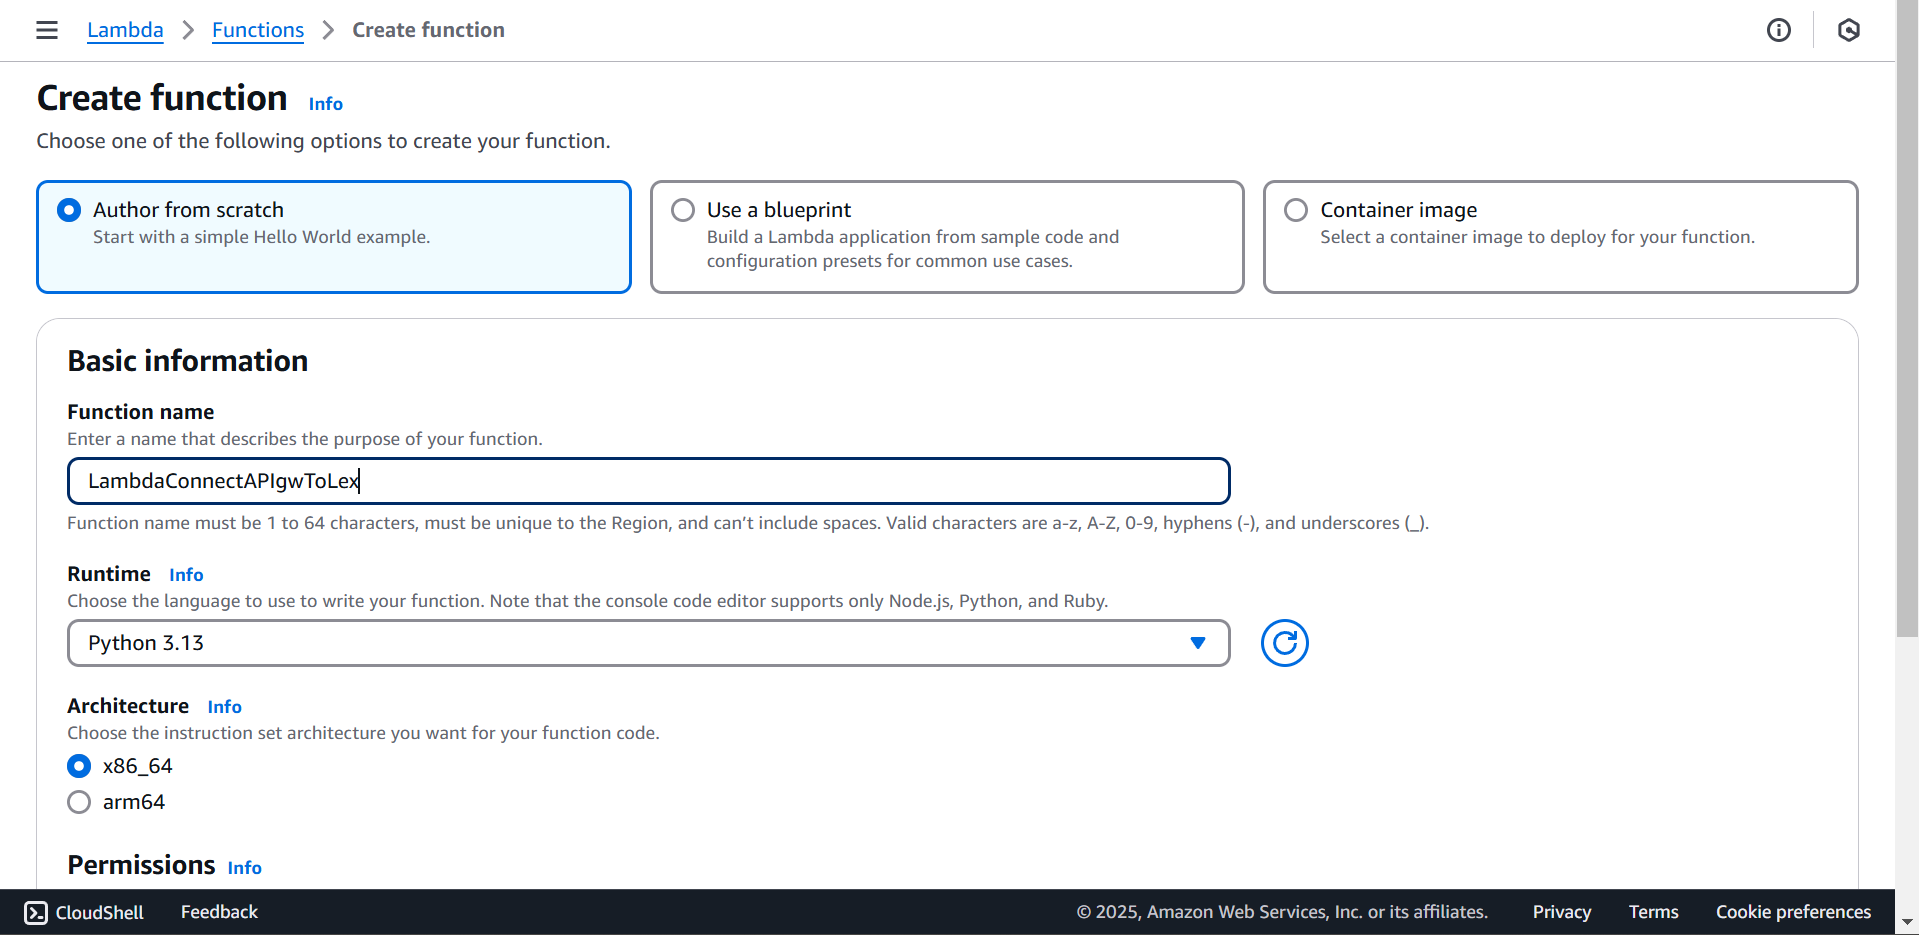 Lambda > Functions > Create function
Create function Info
Choose one of the following options to create your function.
Author from scratch
Start with a simple Hello World example.
Use a blueprint
Build a Lambda application from sample code and
configuration presets for common use cases.
Container image
Select a container image to deploy for your function.
Basic information
Function name
Enter a name that describes the purpose of your function.
LambdaConnectAPIgwToLex
Function name must be 1 to 64 characters, must be unique to the Region, and can’t include spaces. Valid characters are a-z, A-Z, 0-9, hyphens (-), and underscores (_).
Runtime Info
Choose the language to use to write your function. Note that the console code editor supports only Node.js, Python, and Ruby.
Python 3.13
Architecture Info
Choose the instruction set architecture you want for your function code.
x86_64
arm64
Permissions Info
CloudShell Feedback © 2025, Amazon Web Services, Inc. or its affiliates. Privacy Terms Cookie preferences